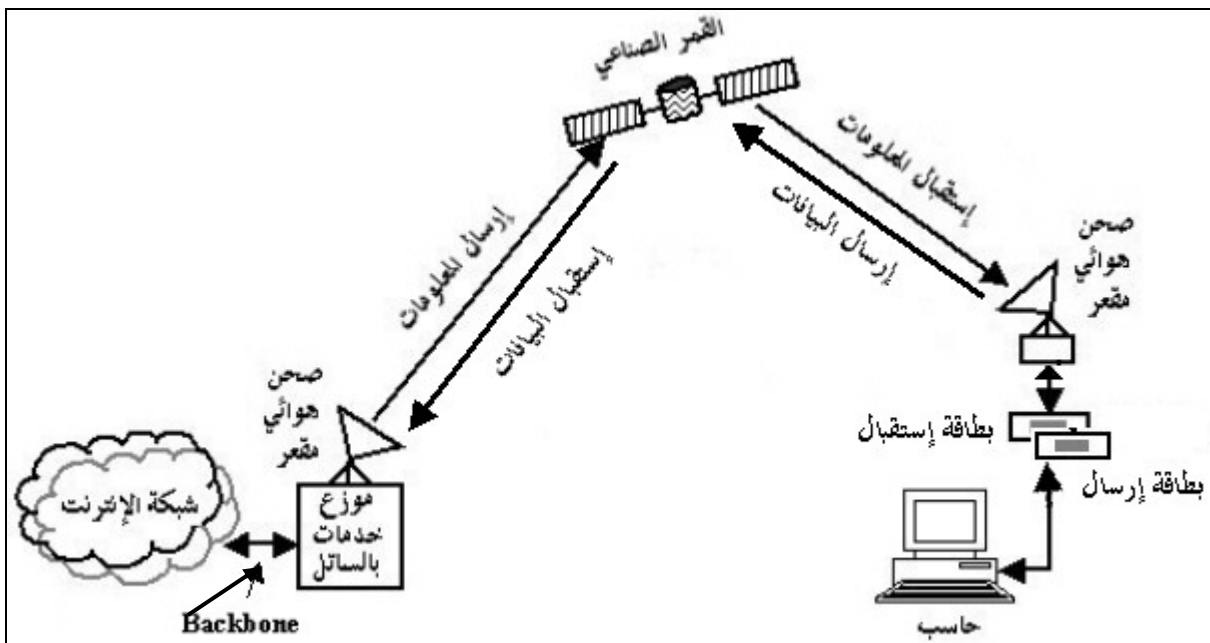 القمر الصناعي
إستقبال المعلومات
إرسال البيانات
إرسال المعلومات
إستقبال البيانات
صحن
هوائي
مقعر
صحن
هوائي
مقعر
بطاقة إستقبال
بطاقة إرسال
حاسب
موزع
خدمات
بالساتل
شبكة الإنترنت
Backbone